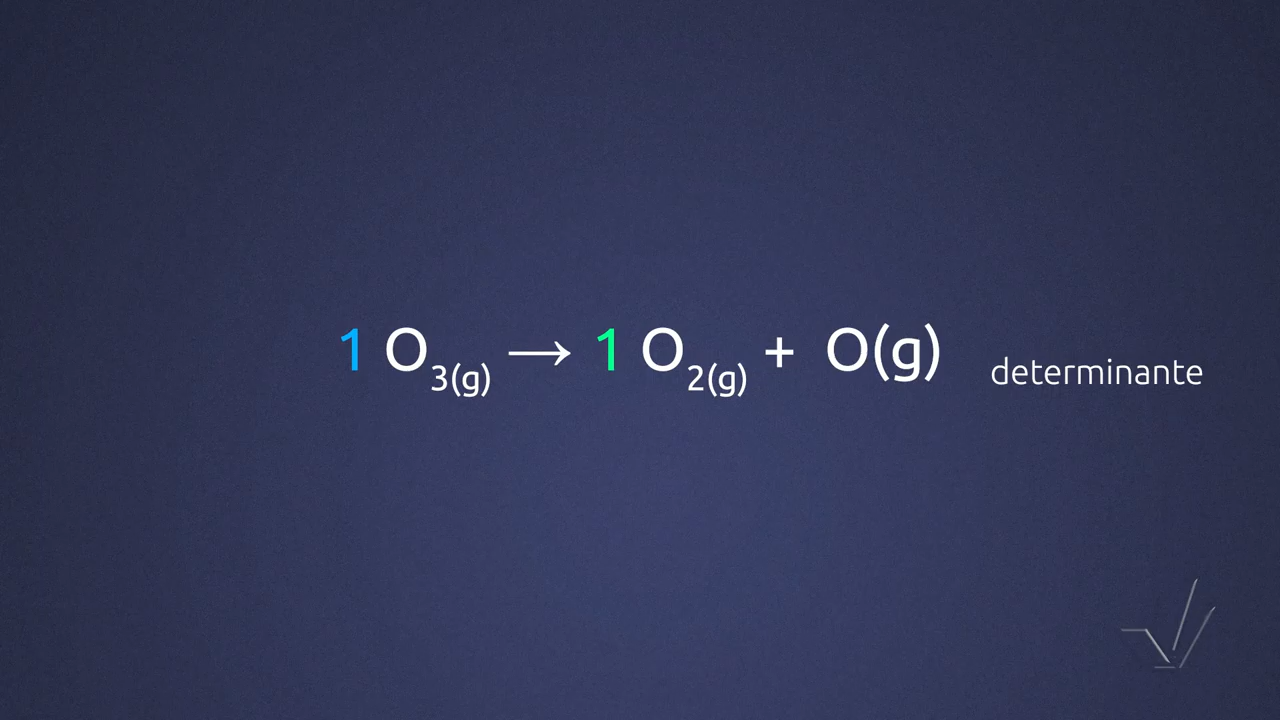 1 O₃(g) → 1 O₂(g) + O(g) determinante